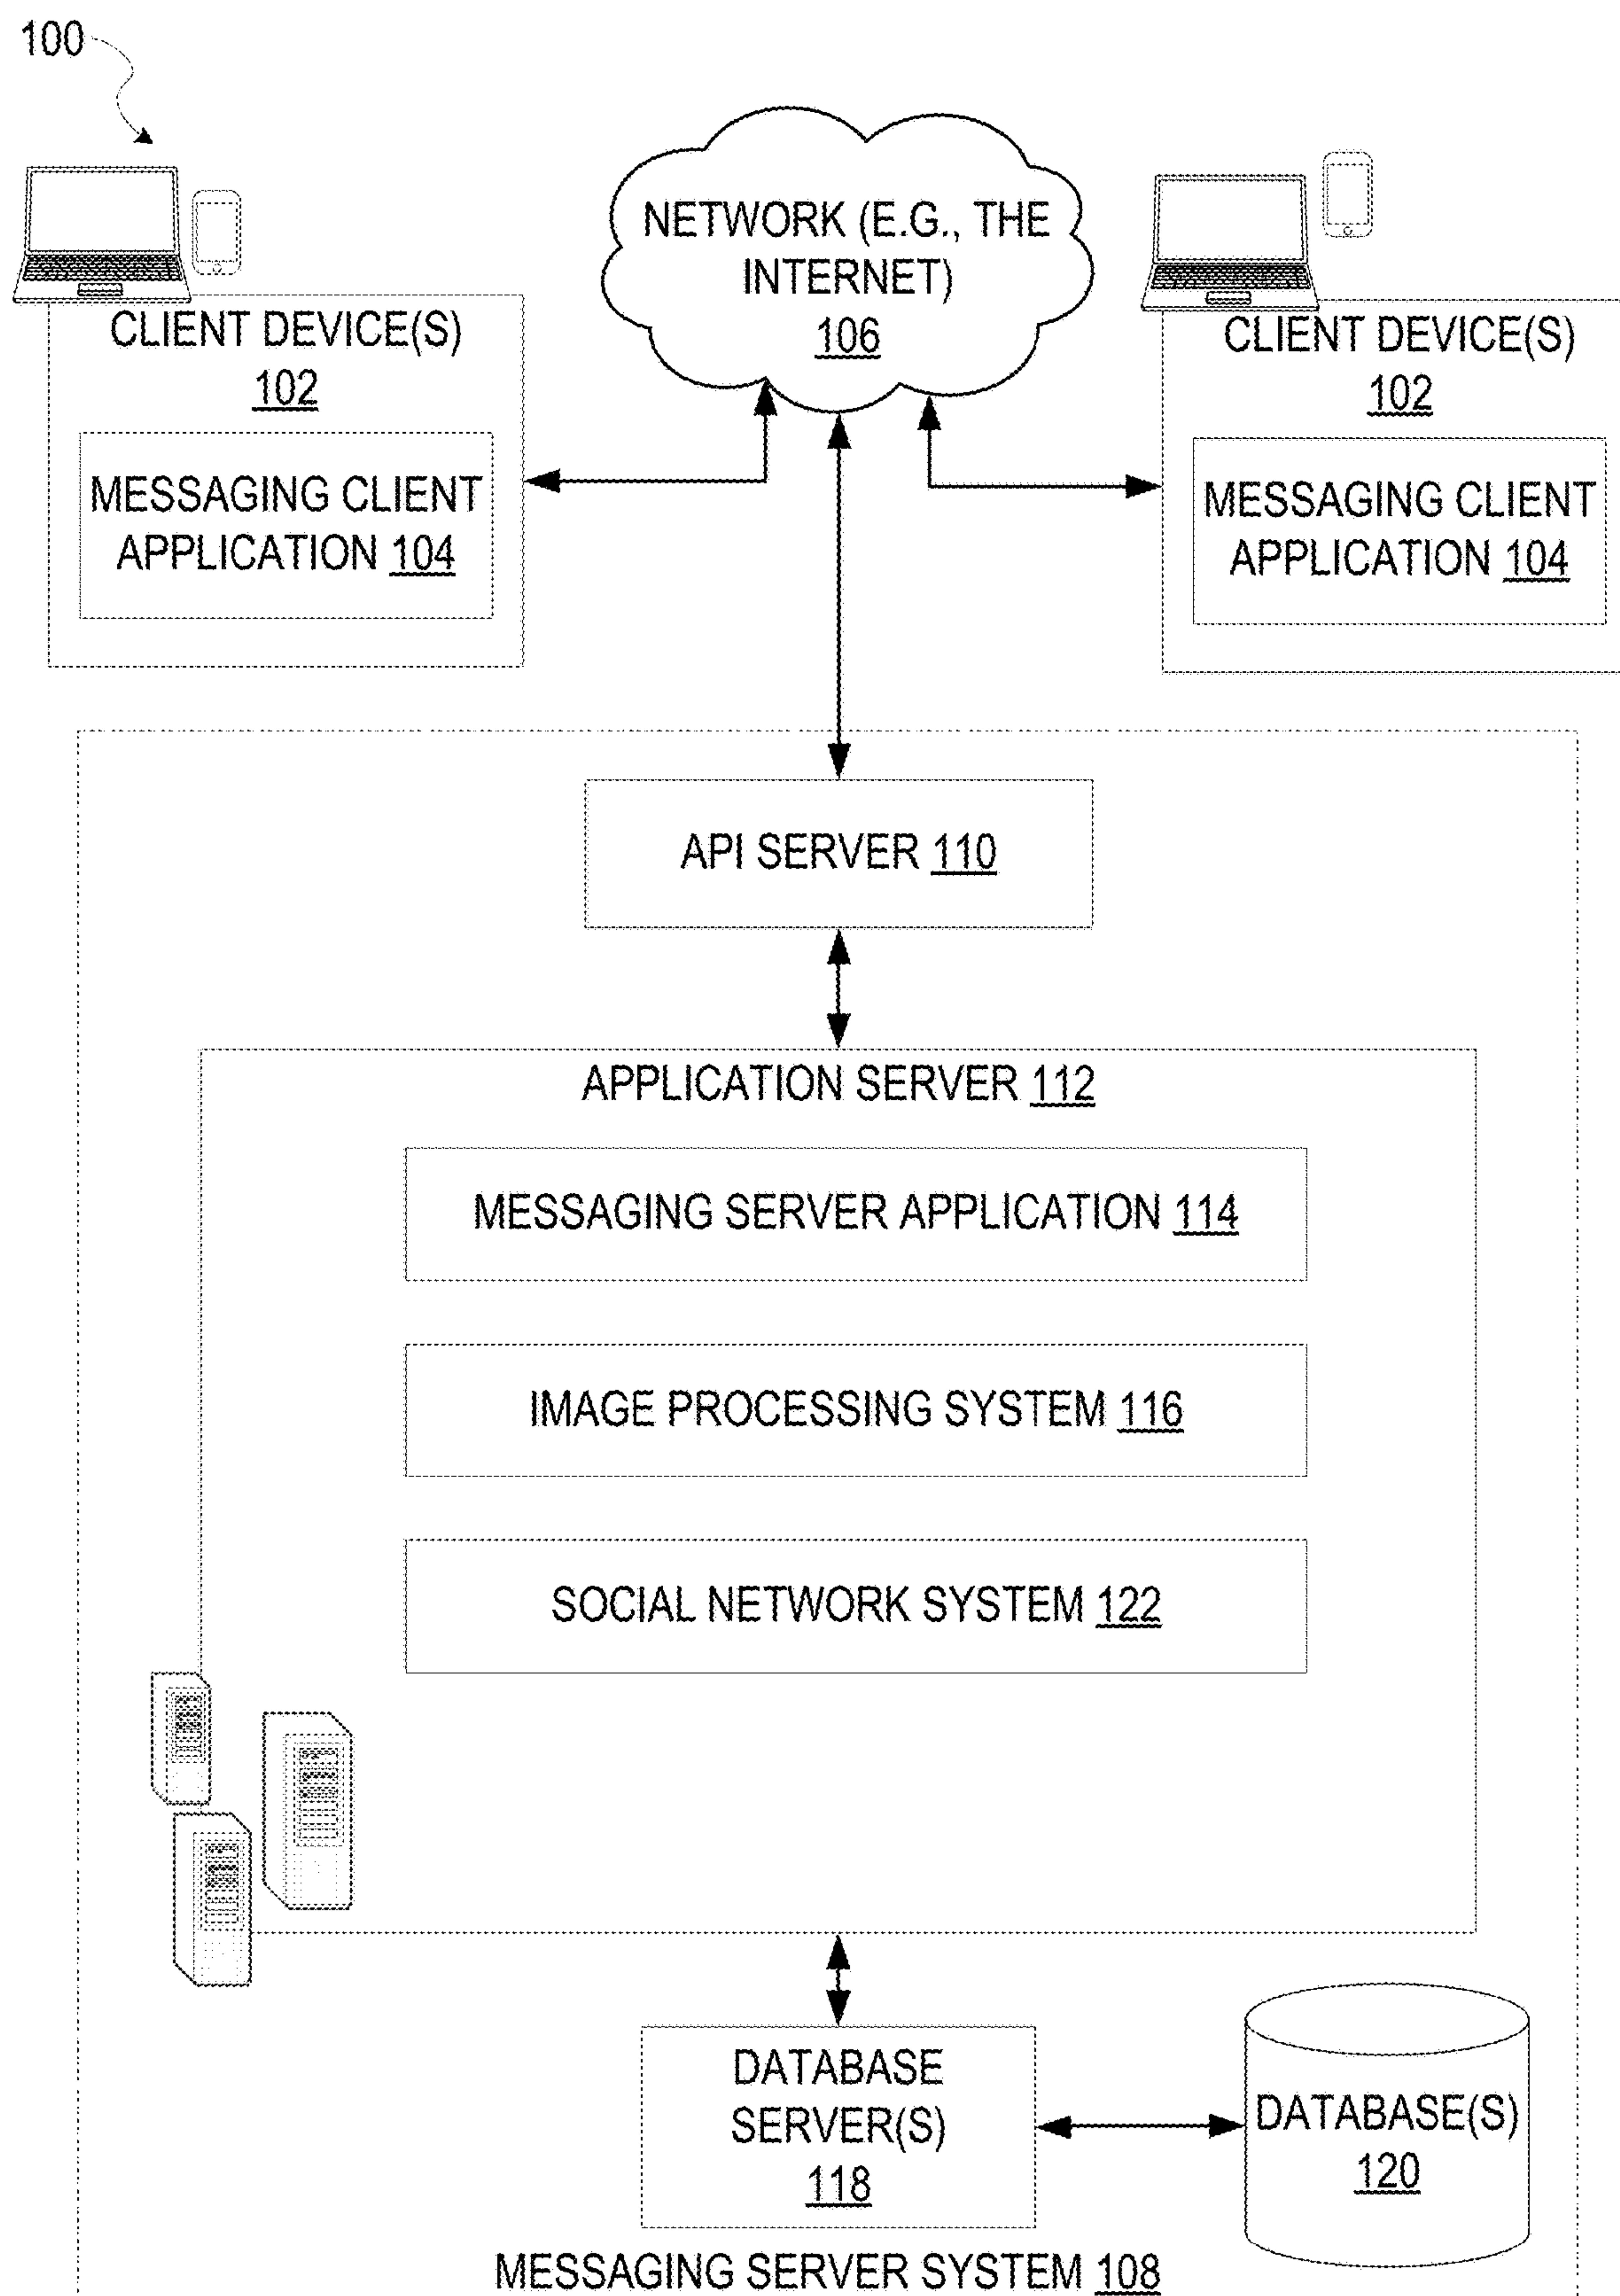 100
NETWORK (E.G., THE
INTERNET)
106
CLIENT DEVICE(S)
102
MESSAGING CLIENT
APPLICATION 104
CLIENT DEVICE(S)
102
MESSAGING CLIENT
APPLICATION 104
API SERVER 110
APPLICATION SERVER 112
MESSAGING SERVER APPLICATION 114
IMAGE PROCESSING SYSTEM 116
SOCIAL NETWORK SYSTEM 122
DATABASE
SERVER(S)
118
DATABASE(S)
120
MESSAGING SERVER SYSTEM 108